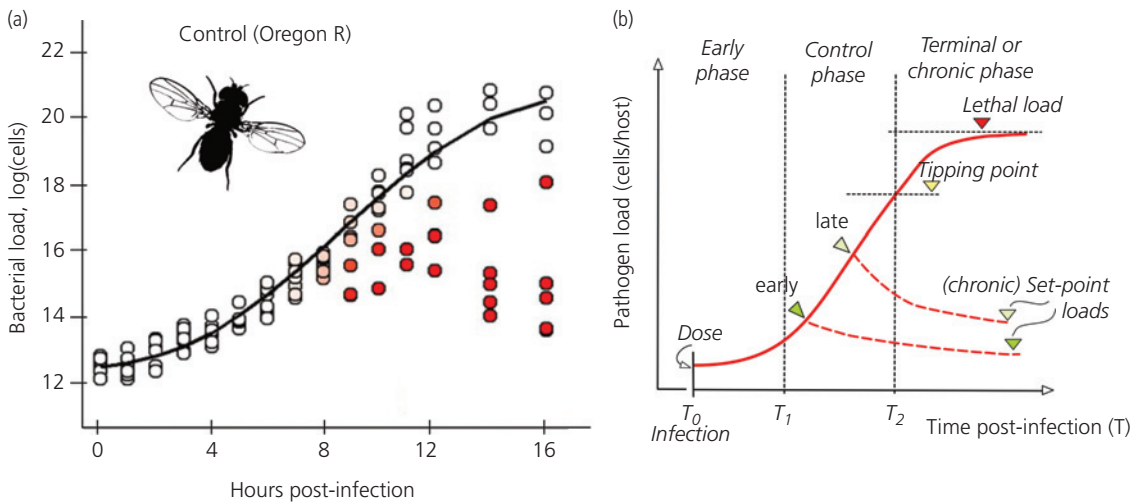 (a)
Control (Oregon R)
22
20
18
16
14
12
Bacterial load, log(cells)
0
4
8
12
16
Hours post-infection
(b)
Early
phase
Control
phase
Terminal or
chronic phase
Lethal load
Tipping point
late
early
(chronic) Set-point
loads
Dose
Pathogen load (cells/host)
T0
T1
T2
Infection
Time post-infection (T)